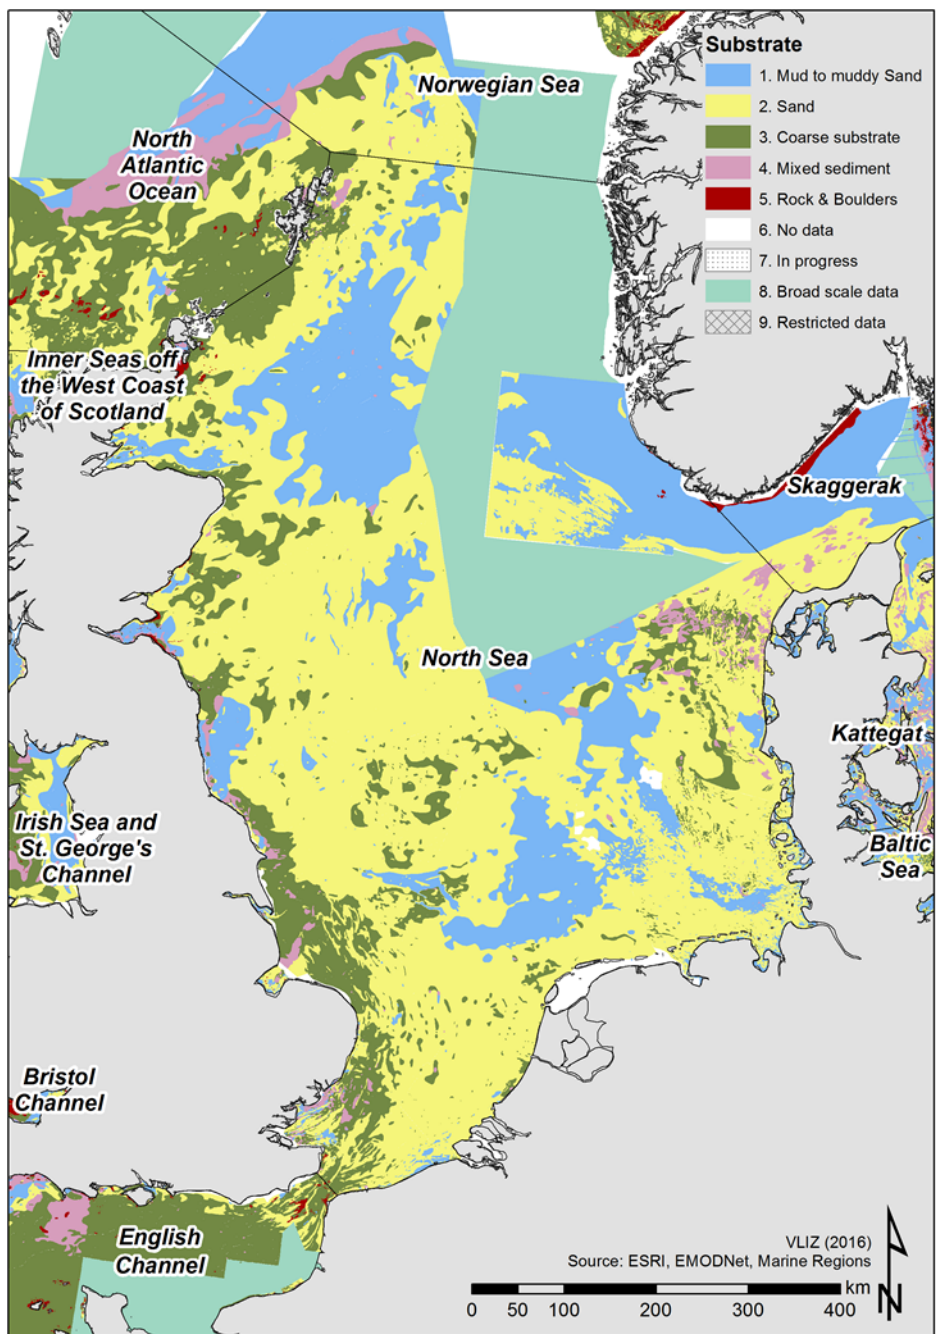 Substrate
1. Mud to muddy Sand
2. Sand
3. Coarse substrate
4. Mixed sediment
5. Rock & Boulders
6. No data
7. In progress
8. Broad scale data
9. Restricted data
Norwegian Sea
North
Atlantic
Ocean
Inner Seas off
the West Coast
of Scotland
Skaggerak
North Sea
Kattegat
Irish Sea and
St. George's
Channel
Baltic
Sea
Bristol
Channel
English
Channel
VLIZ (2016)
Source: ESRI, EMODNet, Marine Regions
km
0 50 100 200 300 400
N